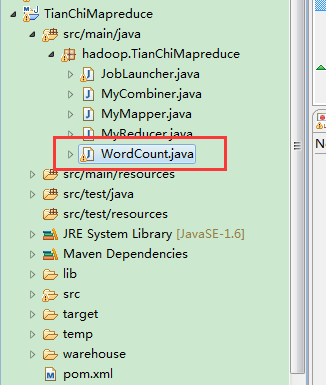 TianChiMapreduce
src/main/java
hadoop.TianChiMapreduce
JobLauncher.java
MyCombiner.java
MyMapper.java
MyReducer.java
WordCount.java
src/main/resources
src/test/java
src/test/resources
JRE System Library [JavaSE-1.6]
Maven Dependencies
lib
src
target
temp
warehouse
pom.xml